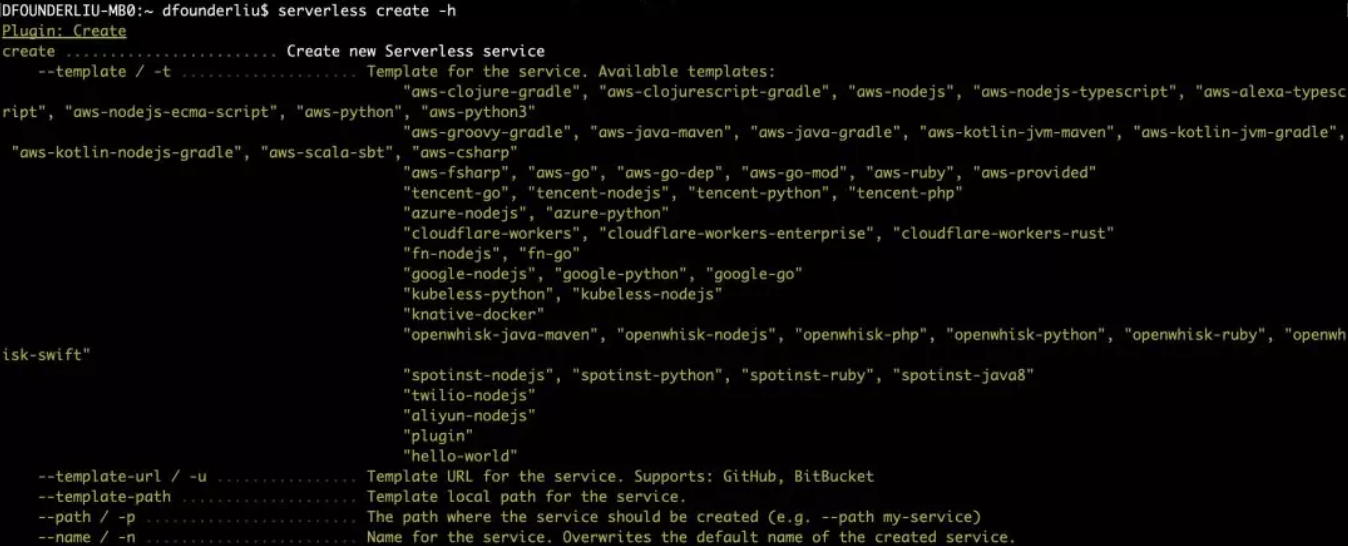 DFOUNDERLIU-MB0:~ dfounderliu$ serverless create -h
Plugin: Create
create ........................ Create new Serverless service
    --template / -t .................... Template for the service. Available templates:
                                             "aws-clojure-gradle", "aws-clojurescript-gradle", "aws-nodejs", "aws-nodejs-typescript", "aws-alexa-typesc
ript", "aws-nodejs-ecma-script", "aws-python", "aws-python3"
                                             "aws-groovy-gradle", "aws-java-maven", "aws-java-gradle", "aws-kotlin-jvm-maven", "aws-kotlin-jvm-gradle",
 "aws-kotlin-nodejs-gradle", "aws-scala-sbt", "aws-csharp"
                                             "aws-fsharp", "aws-go", "aws-go-dep", "aws-go-mod", "aws-ruby", "aws-provided"
                                             "tencent-go", "tencent-nodejs", "tencent-python", "tencent-php"
                                             "azure-nodejs", "azure-python"
                                             "cloudflare-workers", "cloudflare-workers-enterprise", "cloudflare-workers-rust"
                                             "fn-nodejs", "fn-go"
                                             "google-nodejs", "google-python", "google-go"
                                             "kubeless-python", "kubeless-nodejs"
                                             "knative-docker"
                                             "openwhisk-java-maven", "openwhisk-nodejs", "openwhisk-php", "openwhisk-python", "openwhisk-ruby", "openwh
isk-swift"
                                             "spotinst-nodejs", "spotinst-python", "spotinst-ruby", "spotinst-java8"
                                             "twilio-nodejs"
                                             "aliyun-nodejs"
                                             "plugin"
                                             "hello-world"
    --template-url / -u ................ Template URL for the service. Supports: GitHub, BitBucket
    --template-path .................... Template local path for the service.
    --path / -p ........................ The path where the service should be created (e.g. --path my-service)
    --name / -n ........................ Name for the service. Overwrites the default name of the created service.